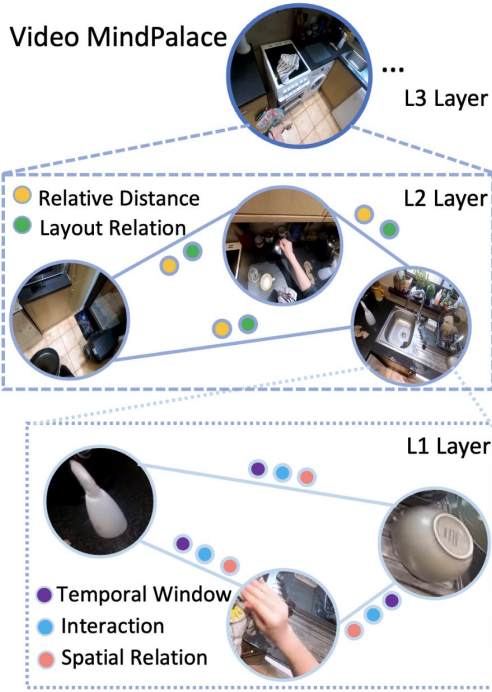 Video MindPalace
...
L3 Layer
Relative Distance
L2 Layer
Layout Relation
L1 Layer
Temporal Window
Interaction
Spatial Relation